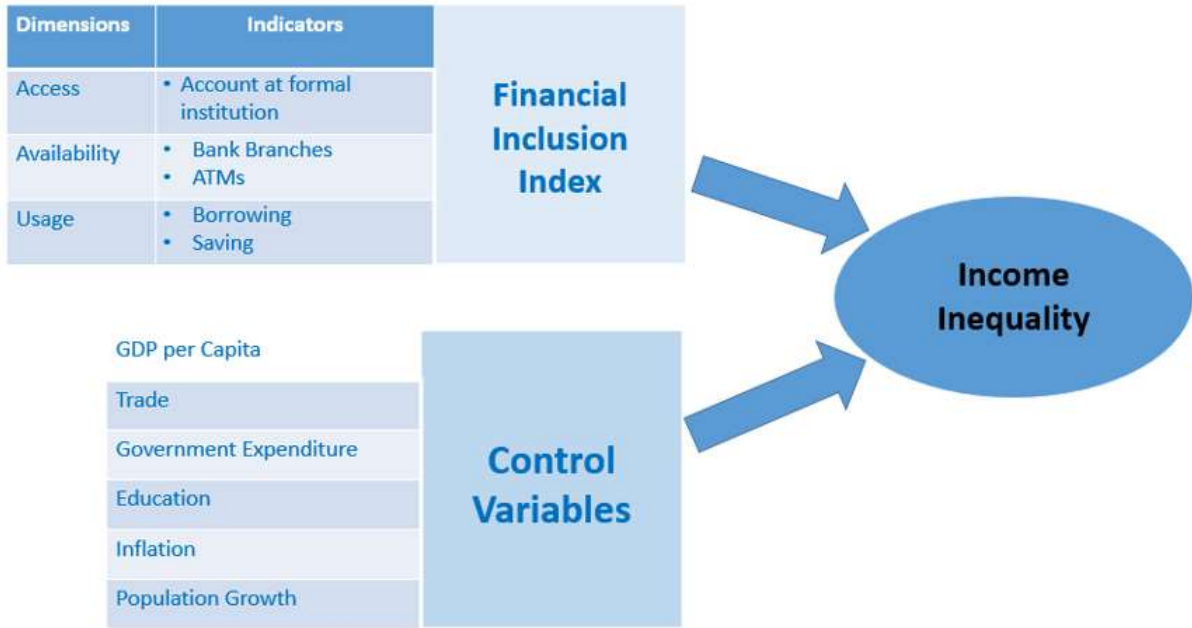 Dimensions Indicators
Access • Account at formal
institution
Availability • Bank Branches
• ATMs
Usage • Borrowing
• Saving
Financial
Inclusion
Index
GDP per Capita
Trade
Government Expenditure
Education
Inflation
Population Growth
Control
Variables
Income
Inequality